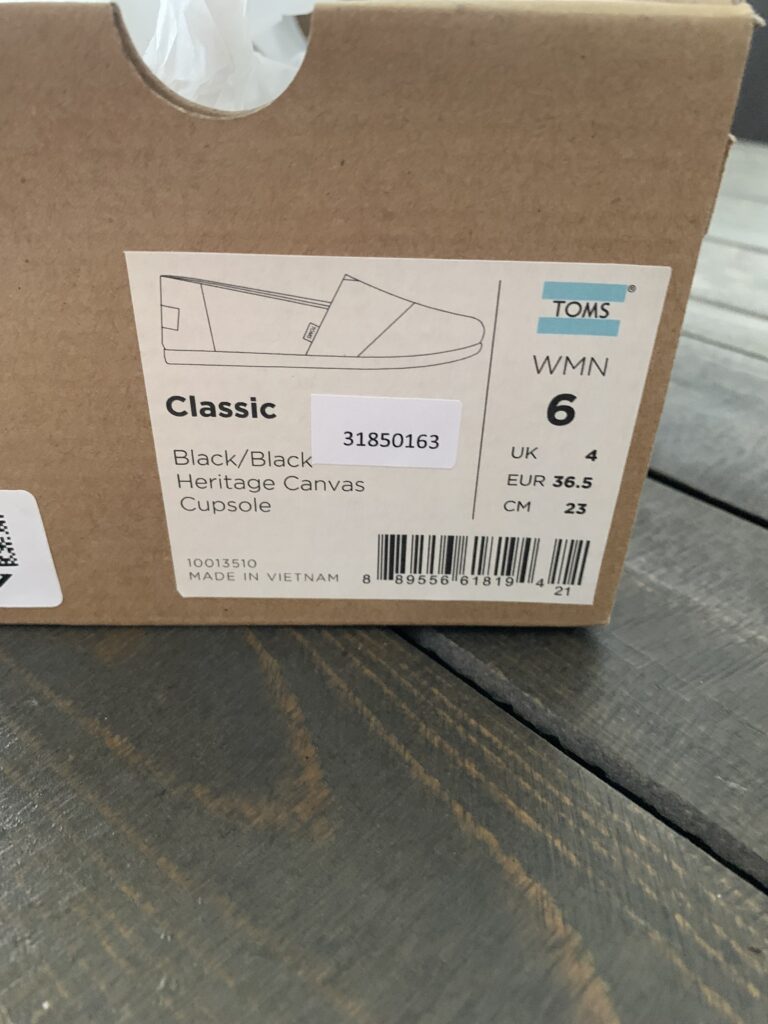 TOMS
Classic
31850163
Black/Black
Heritage Canvas
Cupsole
10013510
MADE IN VIETNAM
TOMS®
WMN
6
UK 4
EUR 36.5
CM 23
8 89556 61819 4 21